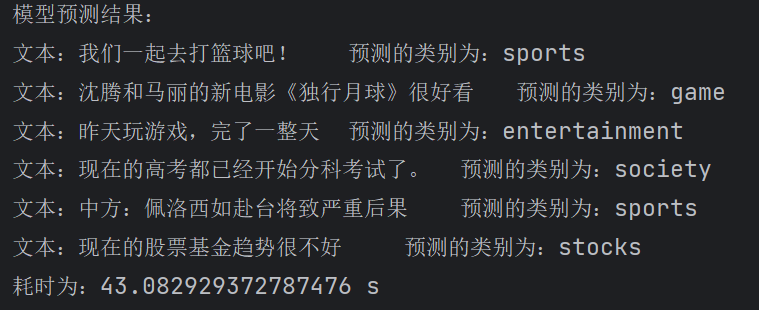 模型预测结果：
文本：我们一起去打篮球吧！ 预测的类别为：sports
文本：沈腾和马丽的新电影《独行月球》很好看 预测的类别为：game
文本：昨天玩游戏，完了一整天 预测的类别为：entertainment
文本：现在的高考都已经开始分科考试了。 预测的类别为：society
文本：中方：佩洛西如赴台将致严重后果 预测的类别为：sports
文本：现在的股票基金趋势很不好 预测的类别为：stocks
耗时为：43.082929372787476 s